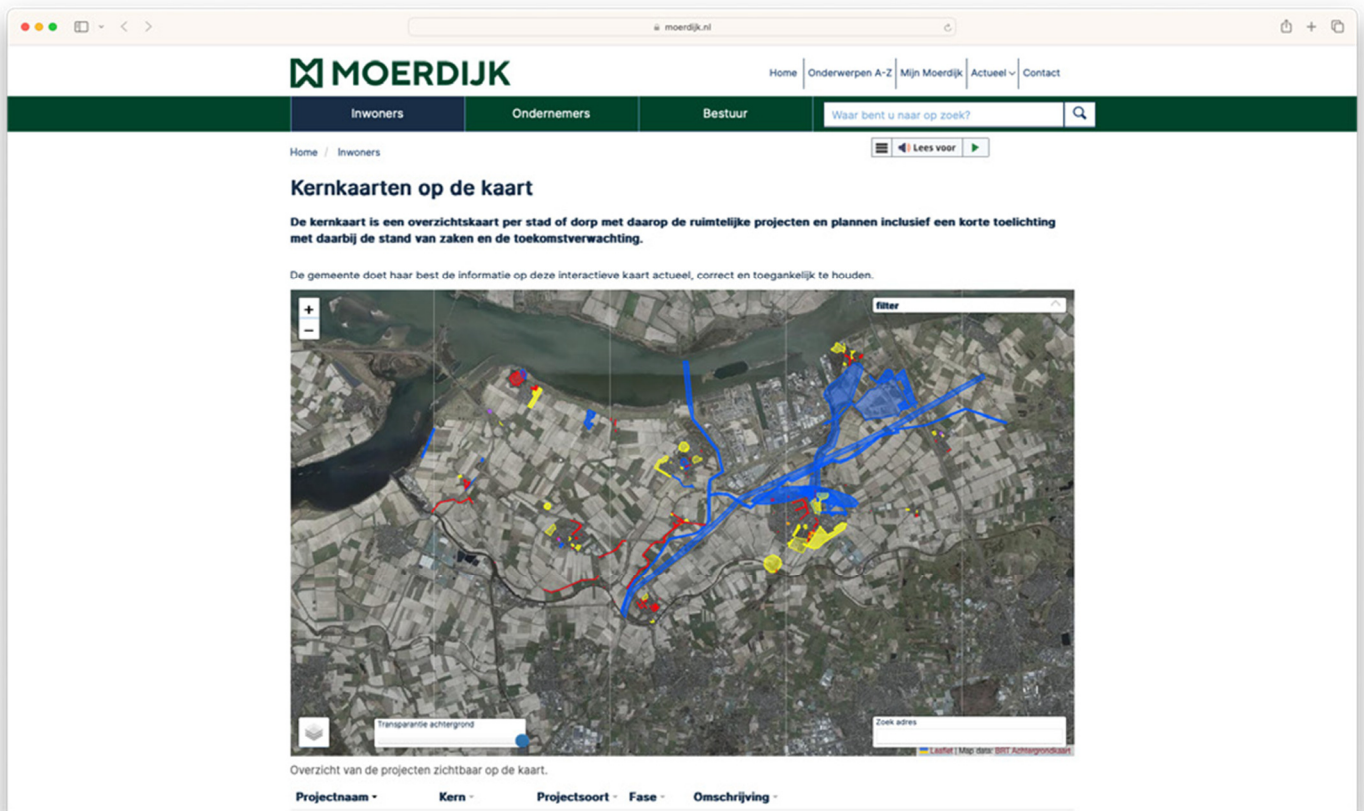 moerdijk.nl
MOERDIJK
Home Onderwerpen A-Z Mijn Moerdijk Actueel Contact
Inwoners Ondernemers Bestuur Waar bent u naar op zoek?
Home / Inwoners
Lees voor
Kernkaarten op de kaart
De kernkaart is een overzichtskaart per stad of dorp met daarop de ruimtelijke projecten en plannen inclusief een korte toelichting
met daarbij de stand van zaken en de toekomstverwachting.
De gemeente doet haar best de informatie op deze interactieve kaart actueel, correct en toegankelijk te houden.
+
−
filter
Transparantie achtergrond
Zoek adres
Leaflet | Map data: BRT Achtergrondkaart
Overzicht van de projecten zichtbaar op de kaart.
Projectnaam Kern Projectsoort Fase Omschrijving